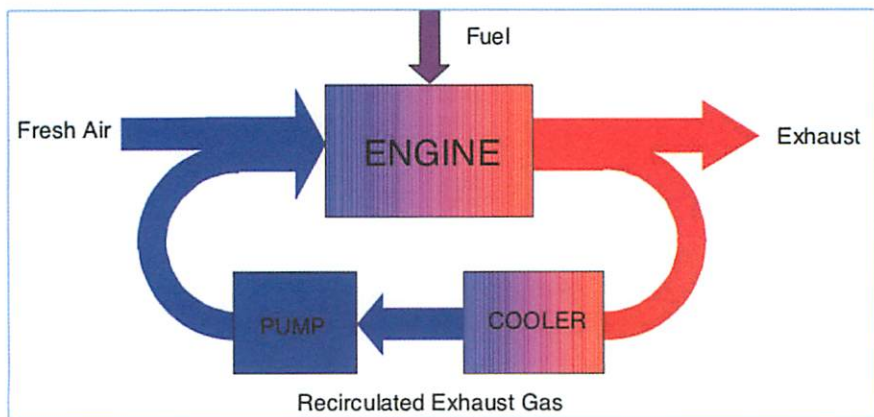 Fuel
Fresh Air
ENGINE
Exhaust
PUMP
COOLER
Recirculated Exhaust Gas